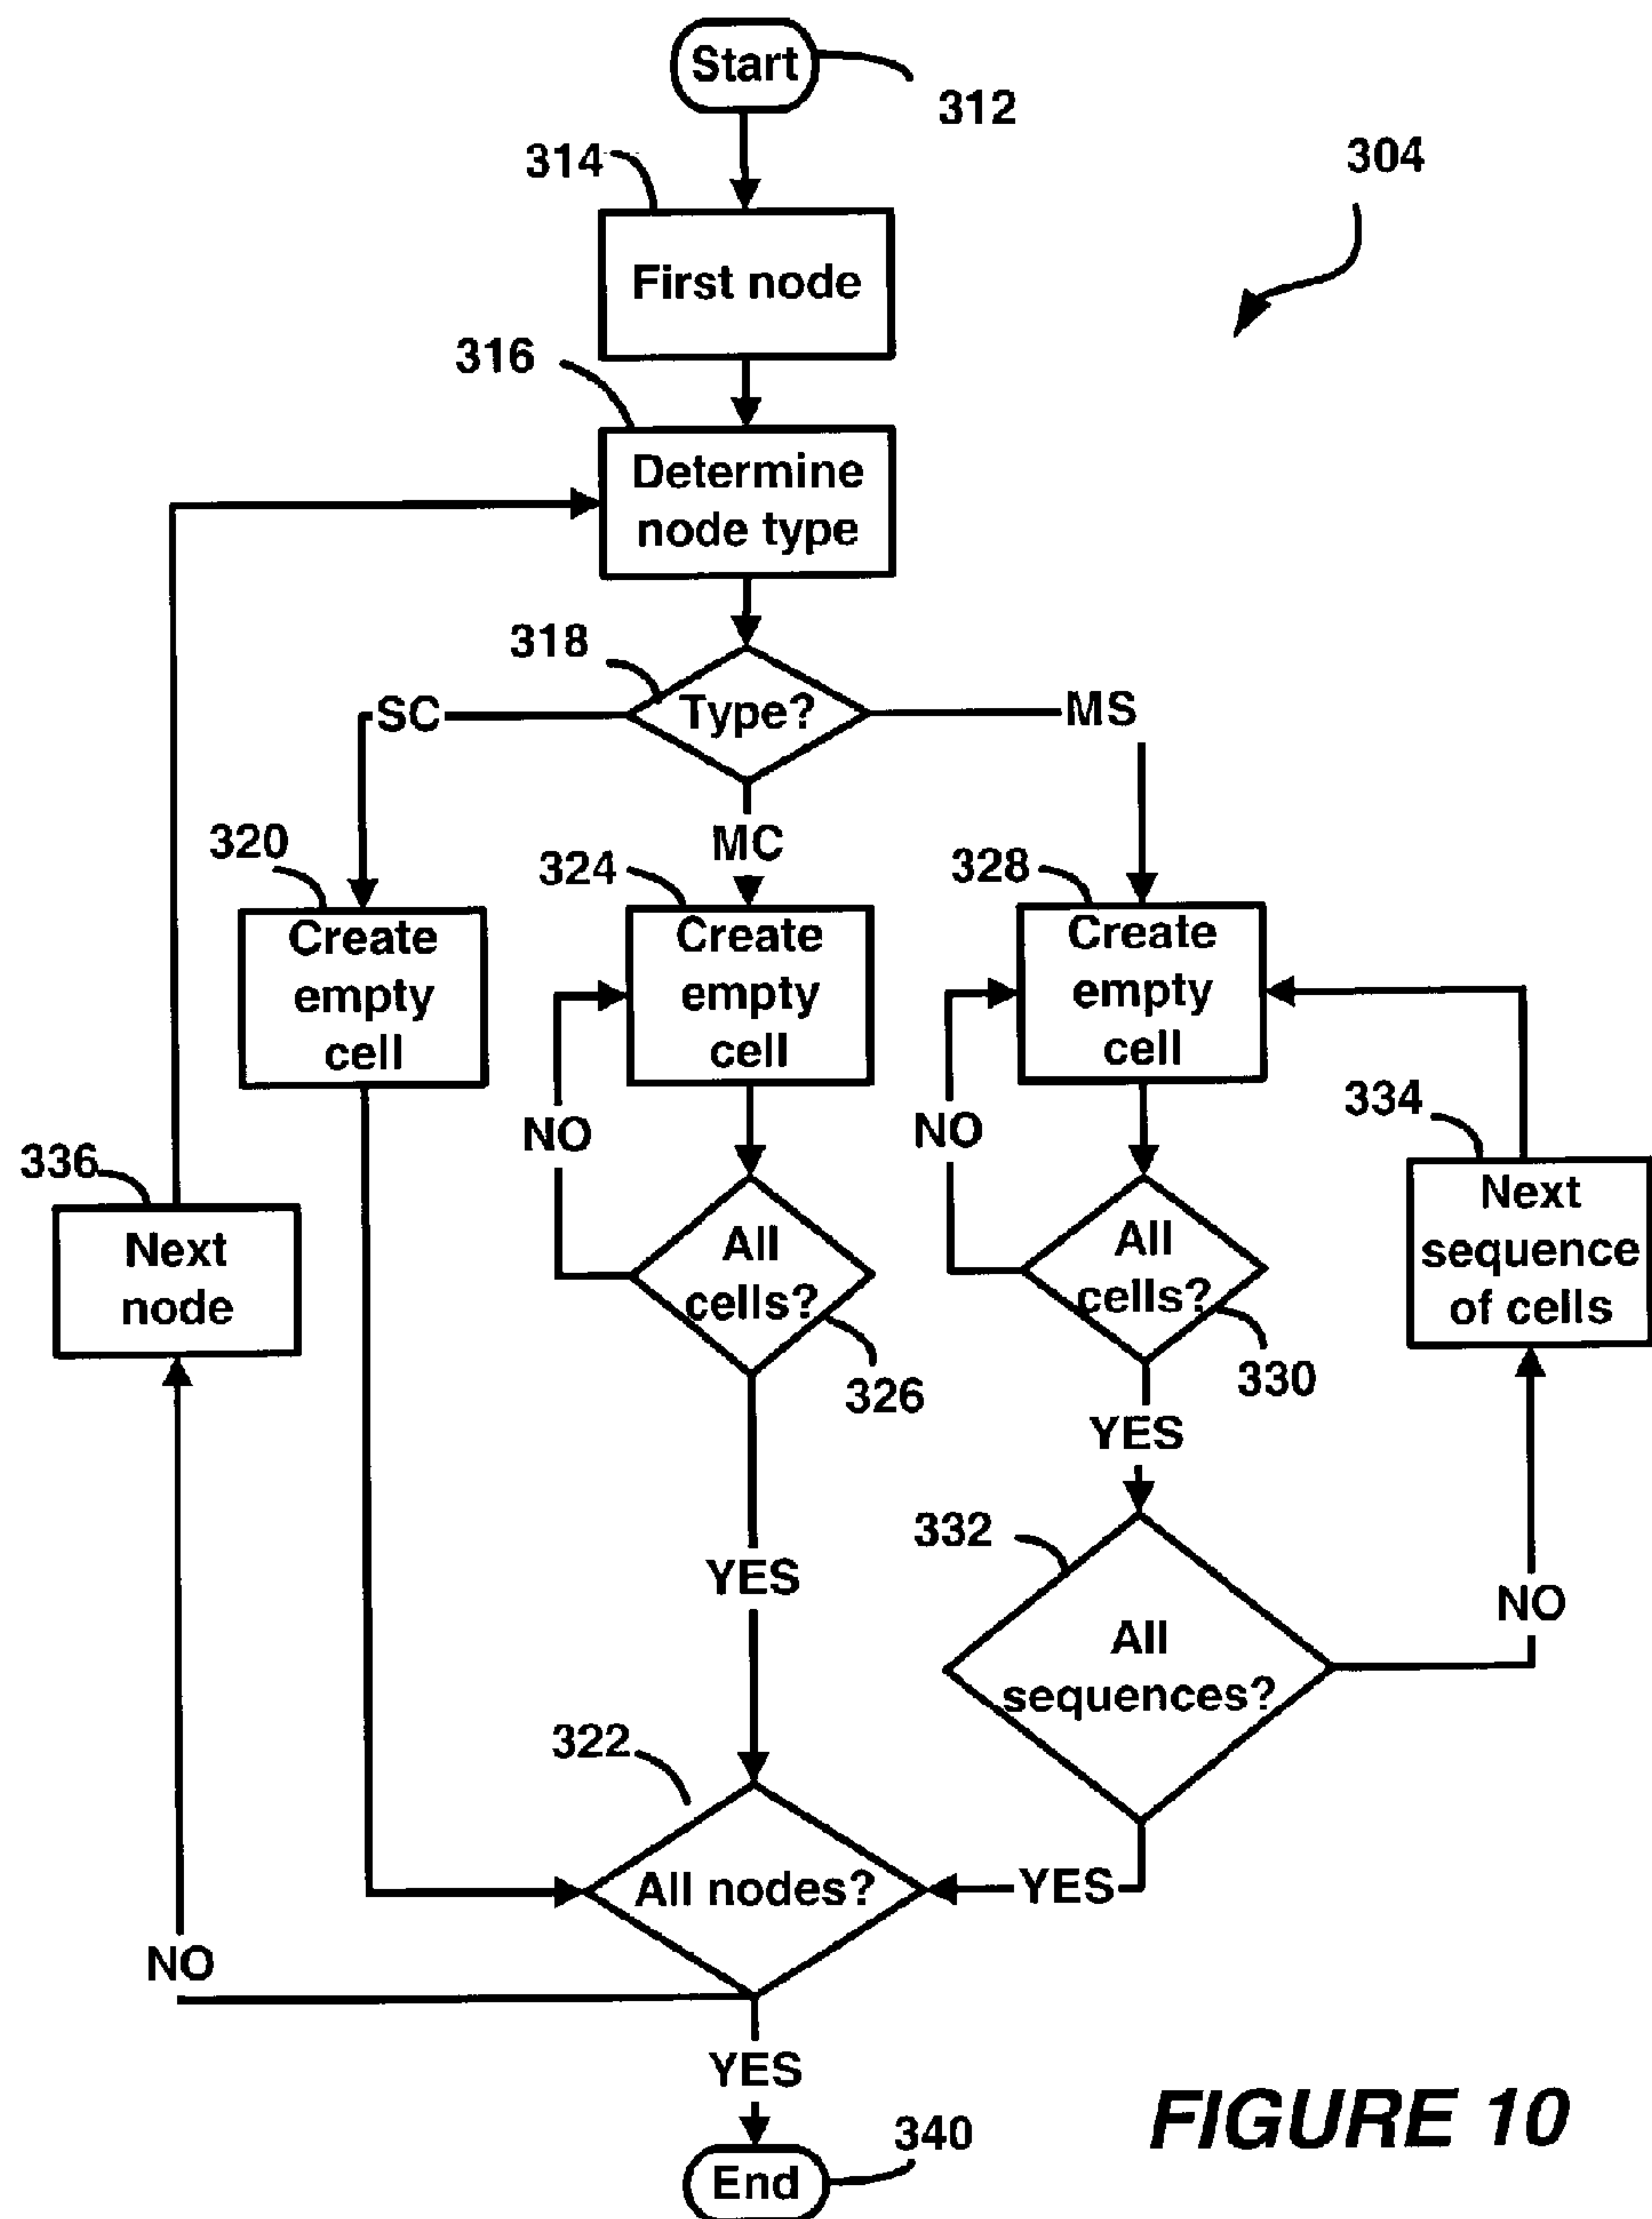 Start
312
314
304
First node
316
Determine
node type
318
Type?
SC
MS
MC
320
324
328
Create
empty
cell
Create
empty
cell
Create
empty
cell
334
NO
NO
336
Next
node
All
cells?
All
cells?
Next
sequence
of cells
326
330
YES
332
YES
NO
All
sequences?
322
All nodes?
YES
NO
YES
340
End
FIGURE 10